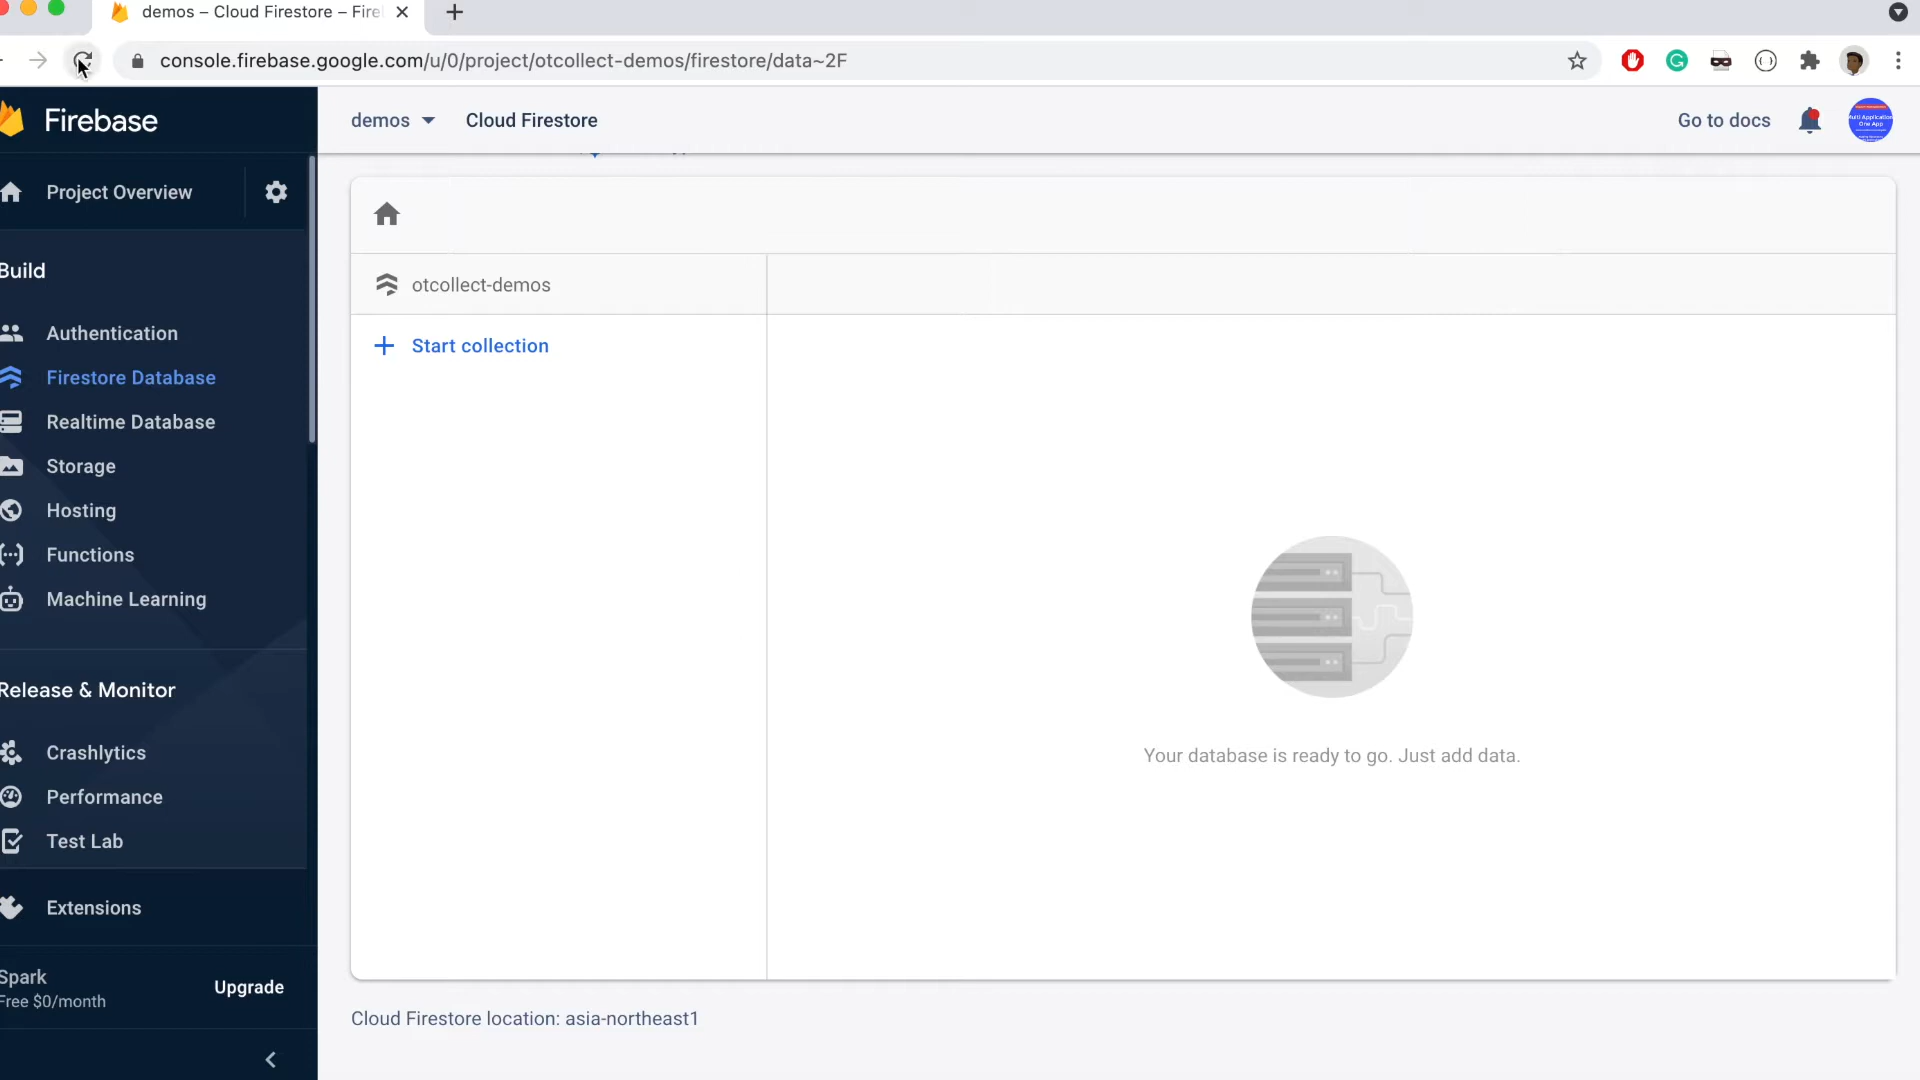 demos – Cloud Firestore – Fire
console.firebase.google.com/u/0/project/otcollect-demos/firestore/data~2F
Firebase
demos
Cloud Firestore
Go to docs
Project Overview
otcollect-demos
Start collection
Build
Authentication
Firestore Database
Realtime Database
Storage
Hosting
Functions
Machine Learning
Your database is ready to go. Just add data.
Release & Monitor
Crashlytics
Performance
Test Lab
Extensions
Spark
Free $0/month
Upgrade
Cloud Firestore location: asia-northeast1